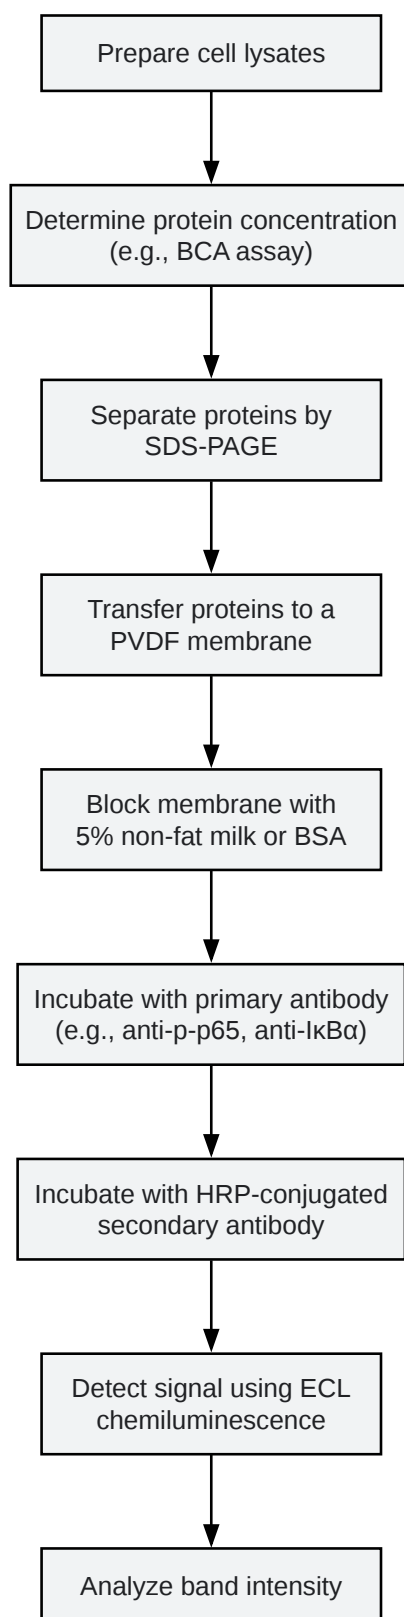 Prepare cell lysates
Determine protein concentration
(e.g., BCA assay)
Separate proteins by
SDS-PAGE
Transfer proteins to a
PVDF membrane
Block membrane with
5% non-fat milk or BSA
Incubate with primary antibody
(e.g., anti-p-p65, anti-IκBα)
Incubate with HRP-conjugated
secondary antibody
Detect signal using ECL
chemiluminescence
Analyze band intensity